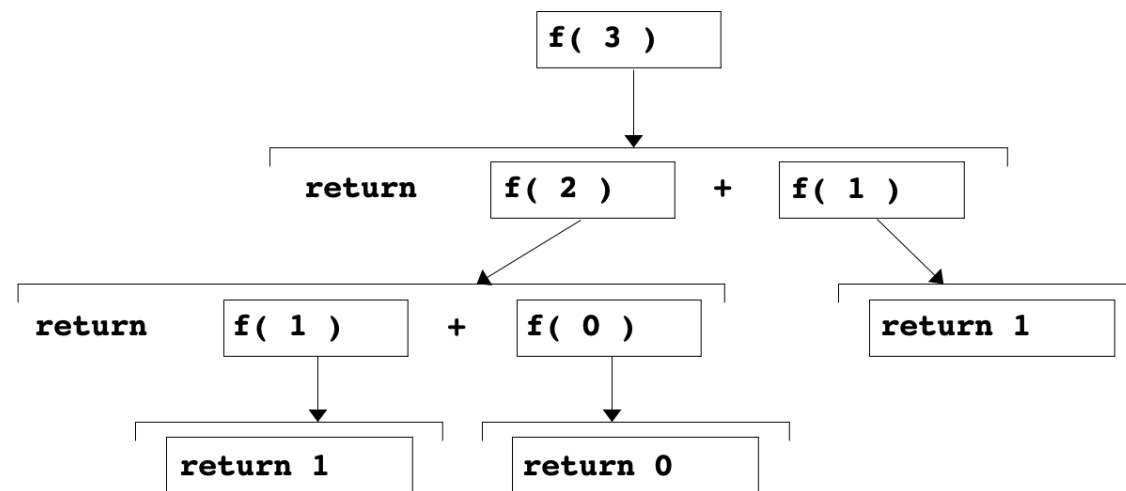 f( 3 )
return f( 2 ) + f( 1 )
return f( 1 ) + f( 0 ) return 1
return 1 return 0